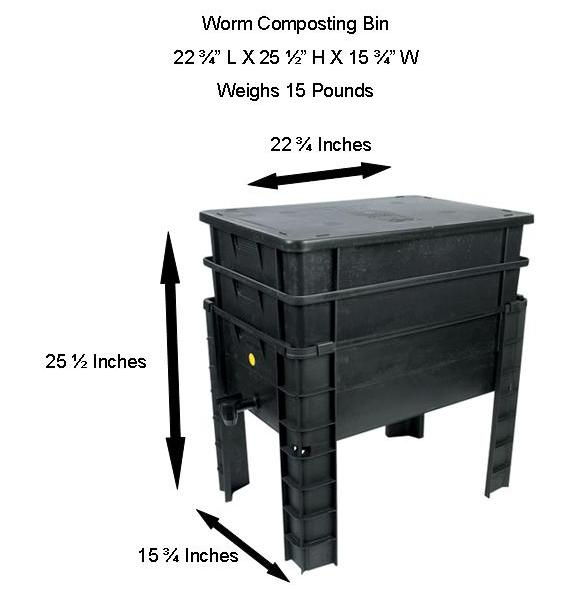 Worm Composting Bin
22 ¾” L X 25 ½” H X 15 ¾” W
Weighs 15 Pounds
22 ¾ Inches
25 ½ Inches
15 ¾ Inches